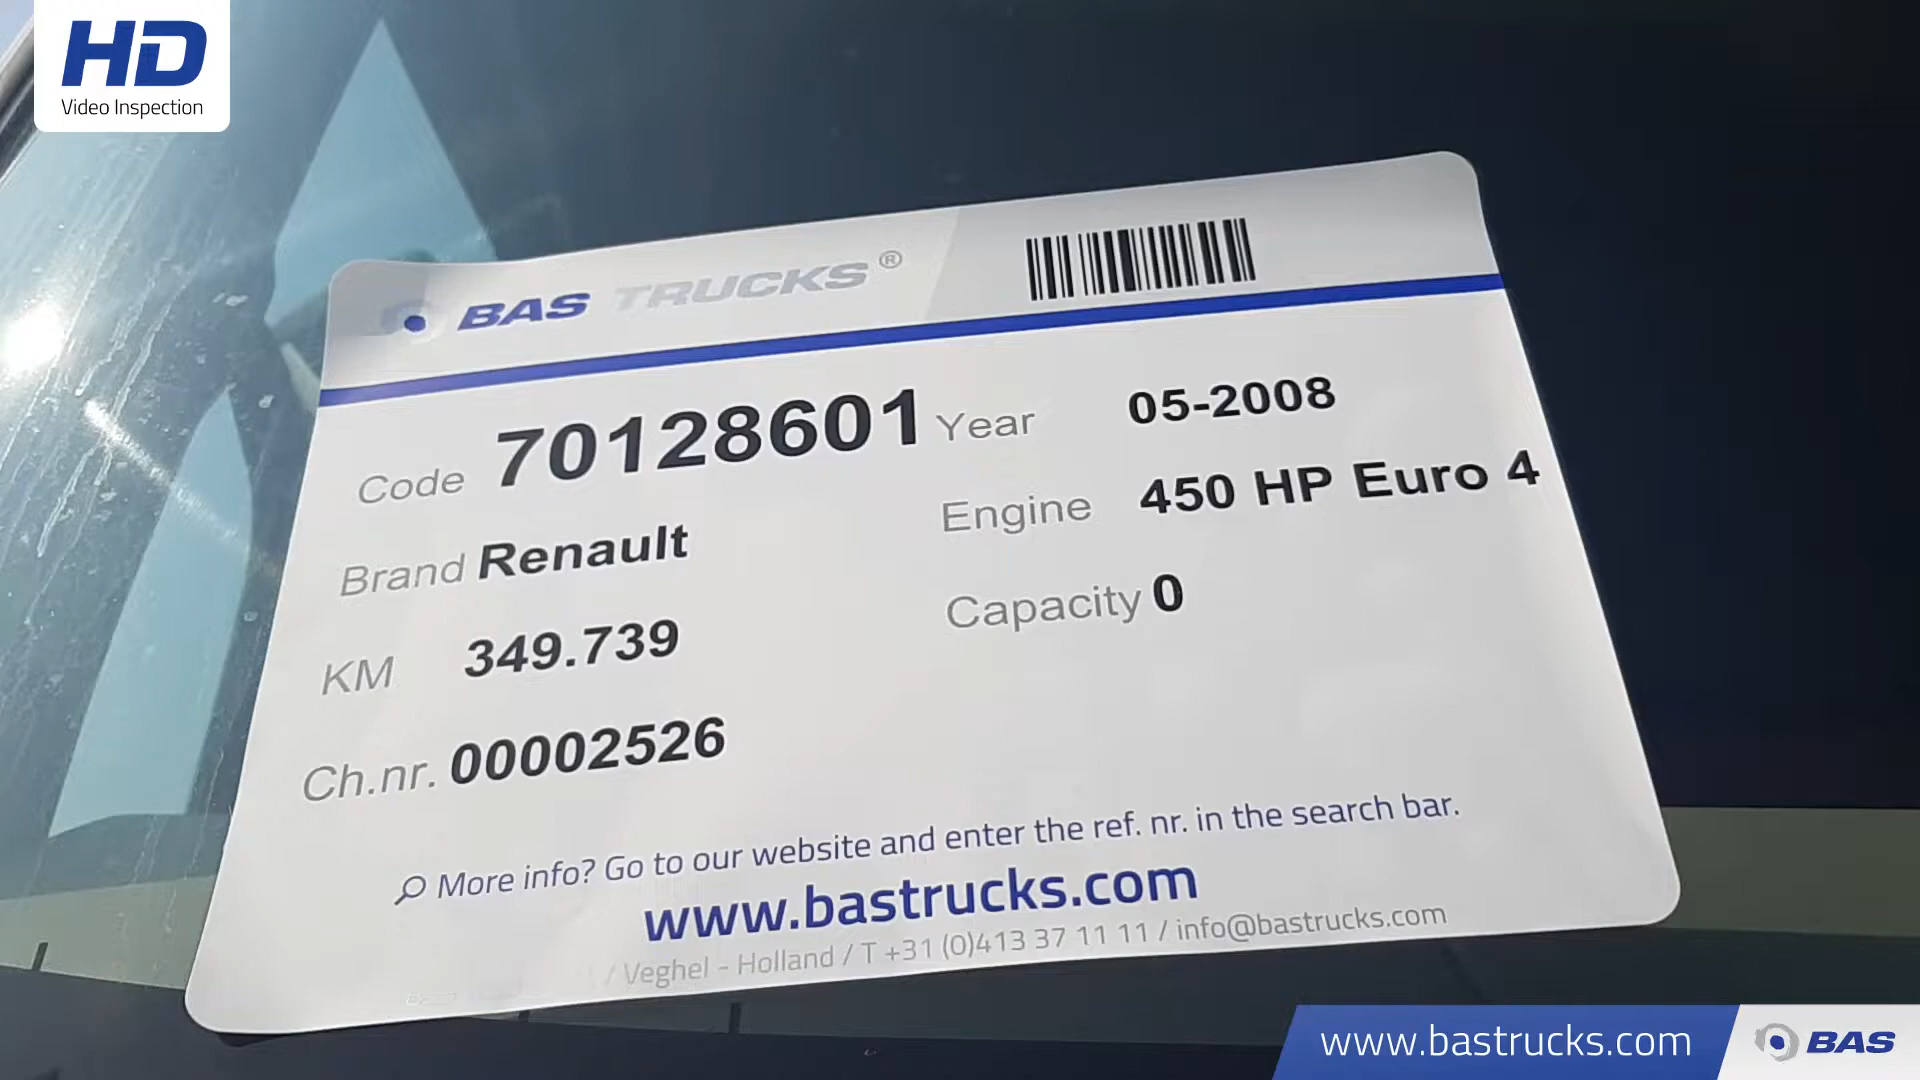 HD
Video Inspection
BAS TRUCKS®
Code 70128601
Year 05-2008
Brand Renault
Engine 450 HP Euro 4
KM 349.739
Capacity 0
Ch.nr. 00002526
More info? Go to our website and enter the ref. nr. in the search bar.
www.bastrucks.com
/ Veghel - Holland / T +31 (0)413 37 11 11 / info@bastrucks.com
www.bastrucks.com
BAS